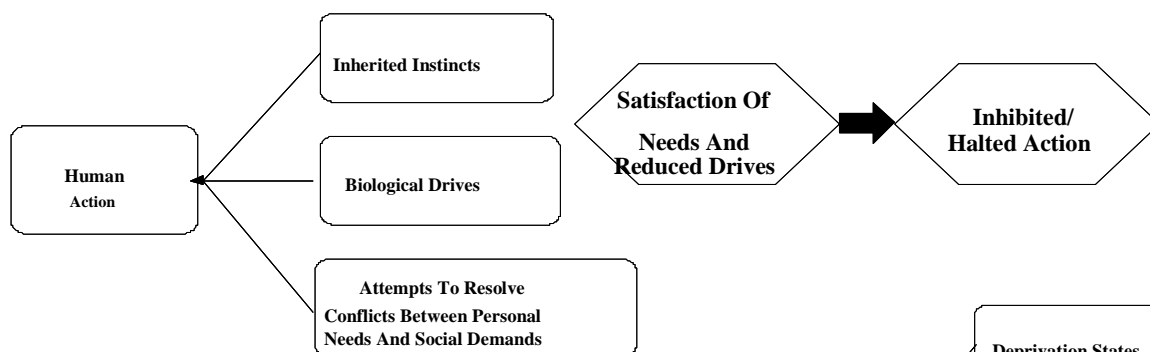 Inherited Instincts
Human
Action
Biological Drives
Attempts To Resolve
Conflicts Between Personal
Needs And Social Demands
Satisfaction Of
Needs And
Reduced Drives
Inhibited/
Halted Action
Deprivation States